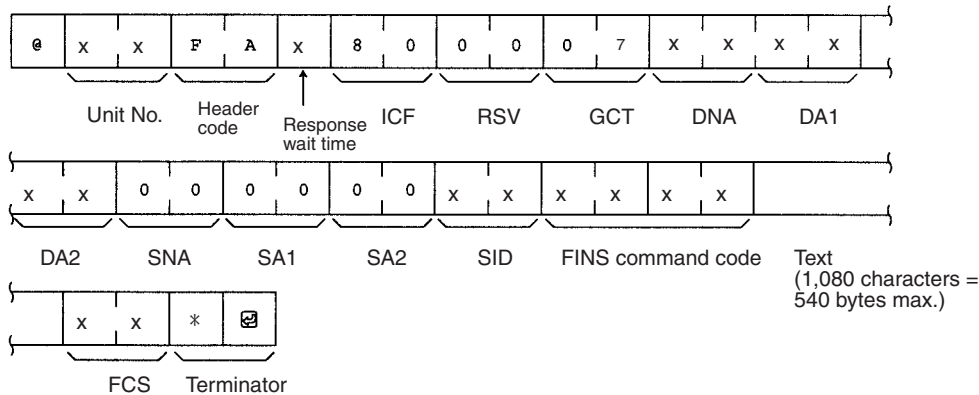 @ x x F A x 8 0 0 0 0 7 x x x x
Unit No. Header code Response wait time ICF RSV GCT DNA DA1
x x 0 0 0 0 0 0 x x x x x x
DA2 SNA SA1 SA2 SID FINS command code Text
(1,080 characters =
540 bytes max.)
x x * ↵
FCS Terminator